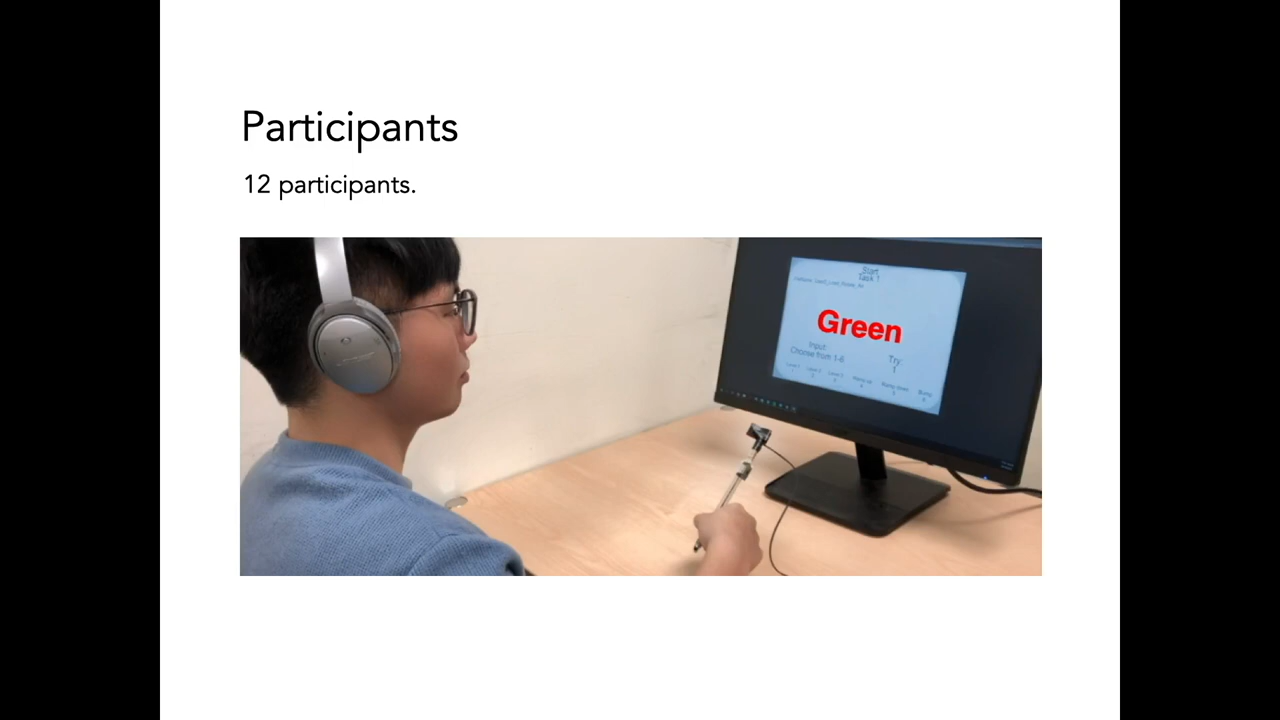 Participants
12 participants.
Start
Task 1
Green
Input:
Choose from 1-6
Try:
1